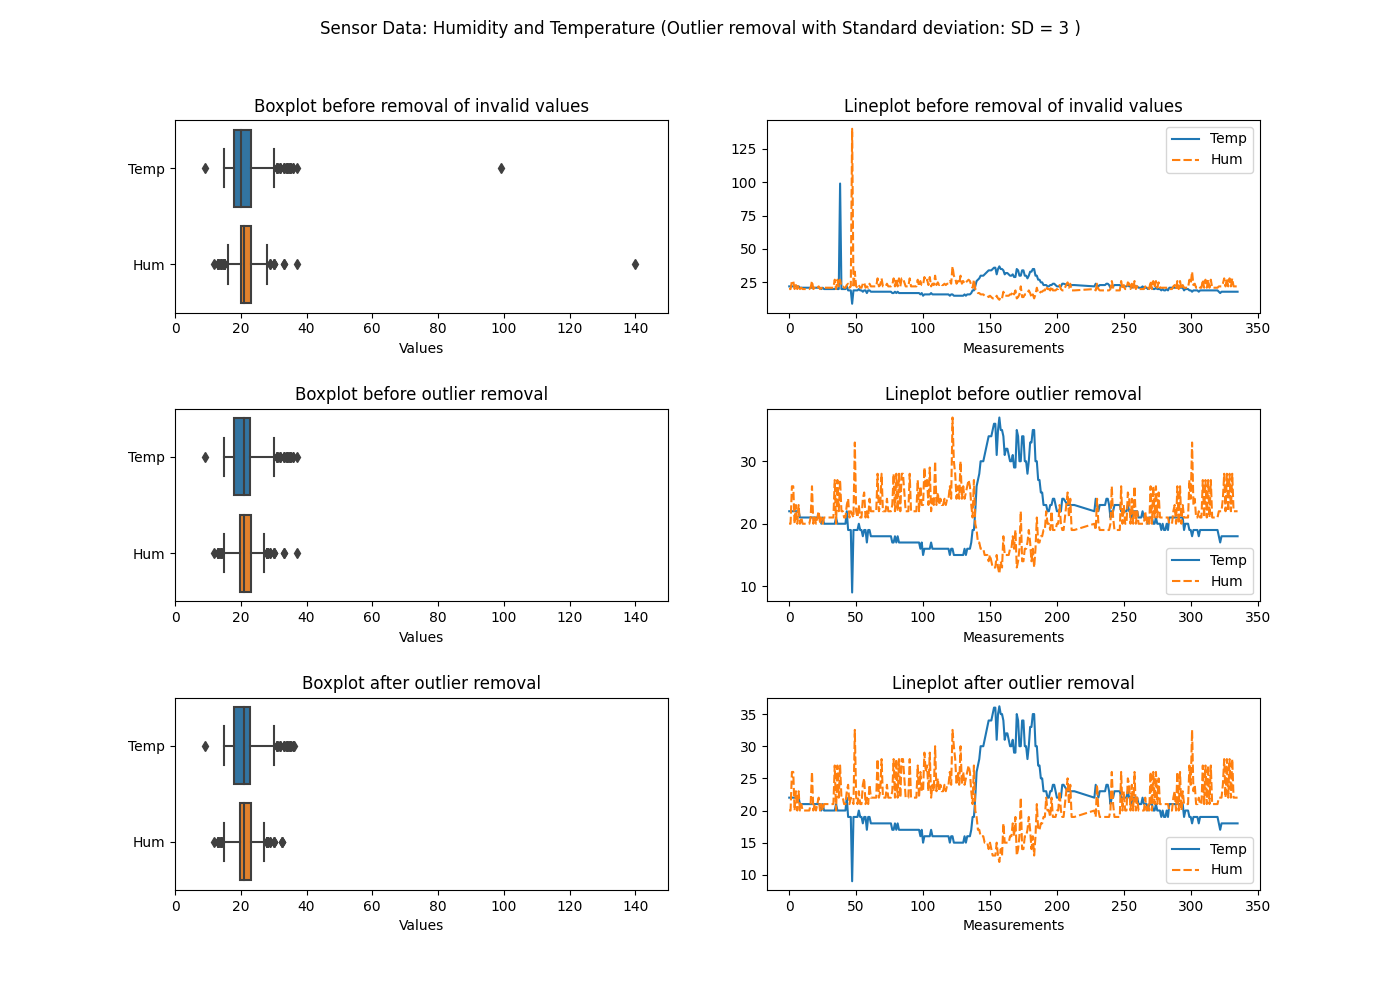 Sensor Data: Humidity and Temperature (Outlier removal with Standard deviation: SD = 3 )
Boxplot before removal of invalid values
Temp
Hum
0 20 40 60 80 100 120 140
Values
Lineplot before removal of invalid values
125
100
75
50
25
Temp
Hum
0 50 100 150 200 250 300 350
Measurements
Boxplot before outlier removal
Temp
Hum
0 20 40 60 80 100 120 140
Values
Lineplot before outlier removal
30
20
10
Temp
Hum
0 50 100 150 200 250 300 350
Measurements
Boxplot after outlier removal
Temp
Hum
0 20 40 60 80 100 120 140
Values
Lineplot after outlier removal
35
30
25
20
15
10
Temp
Hum
0 50 100 150 200 250 300 350
Measurements